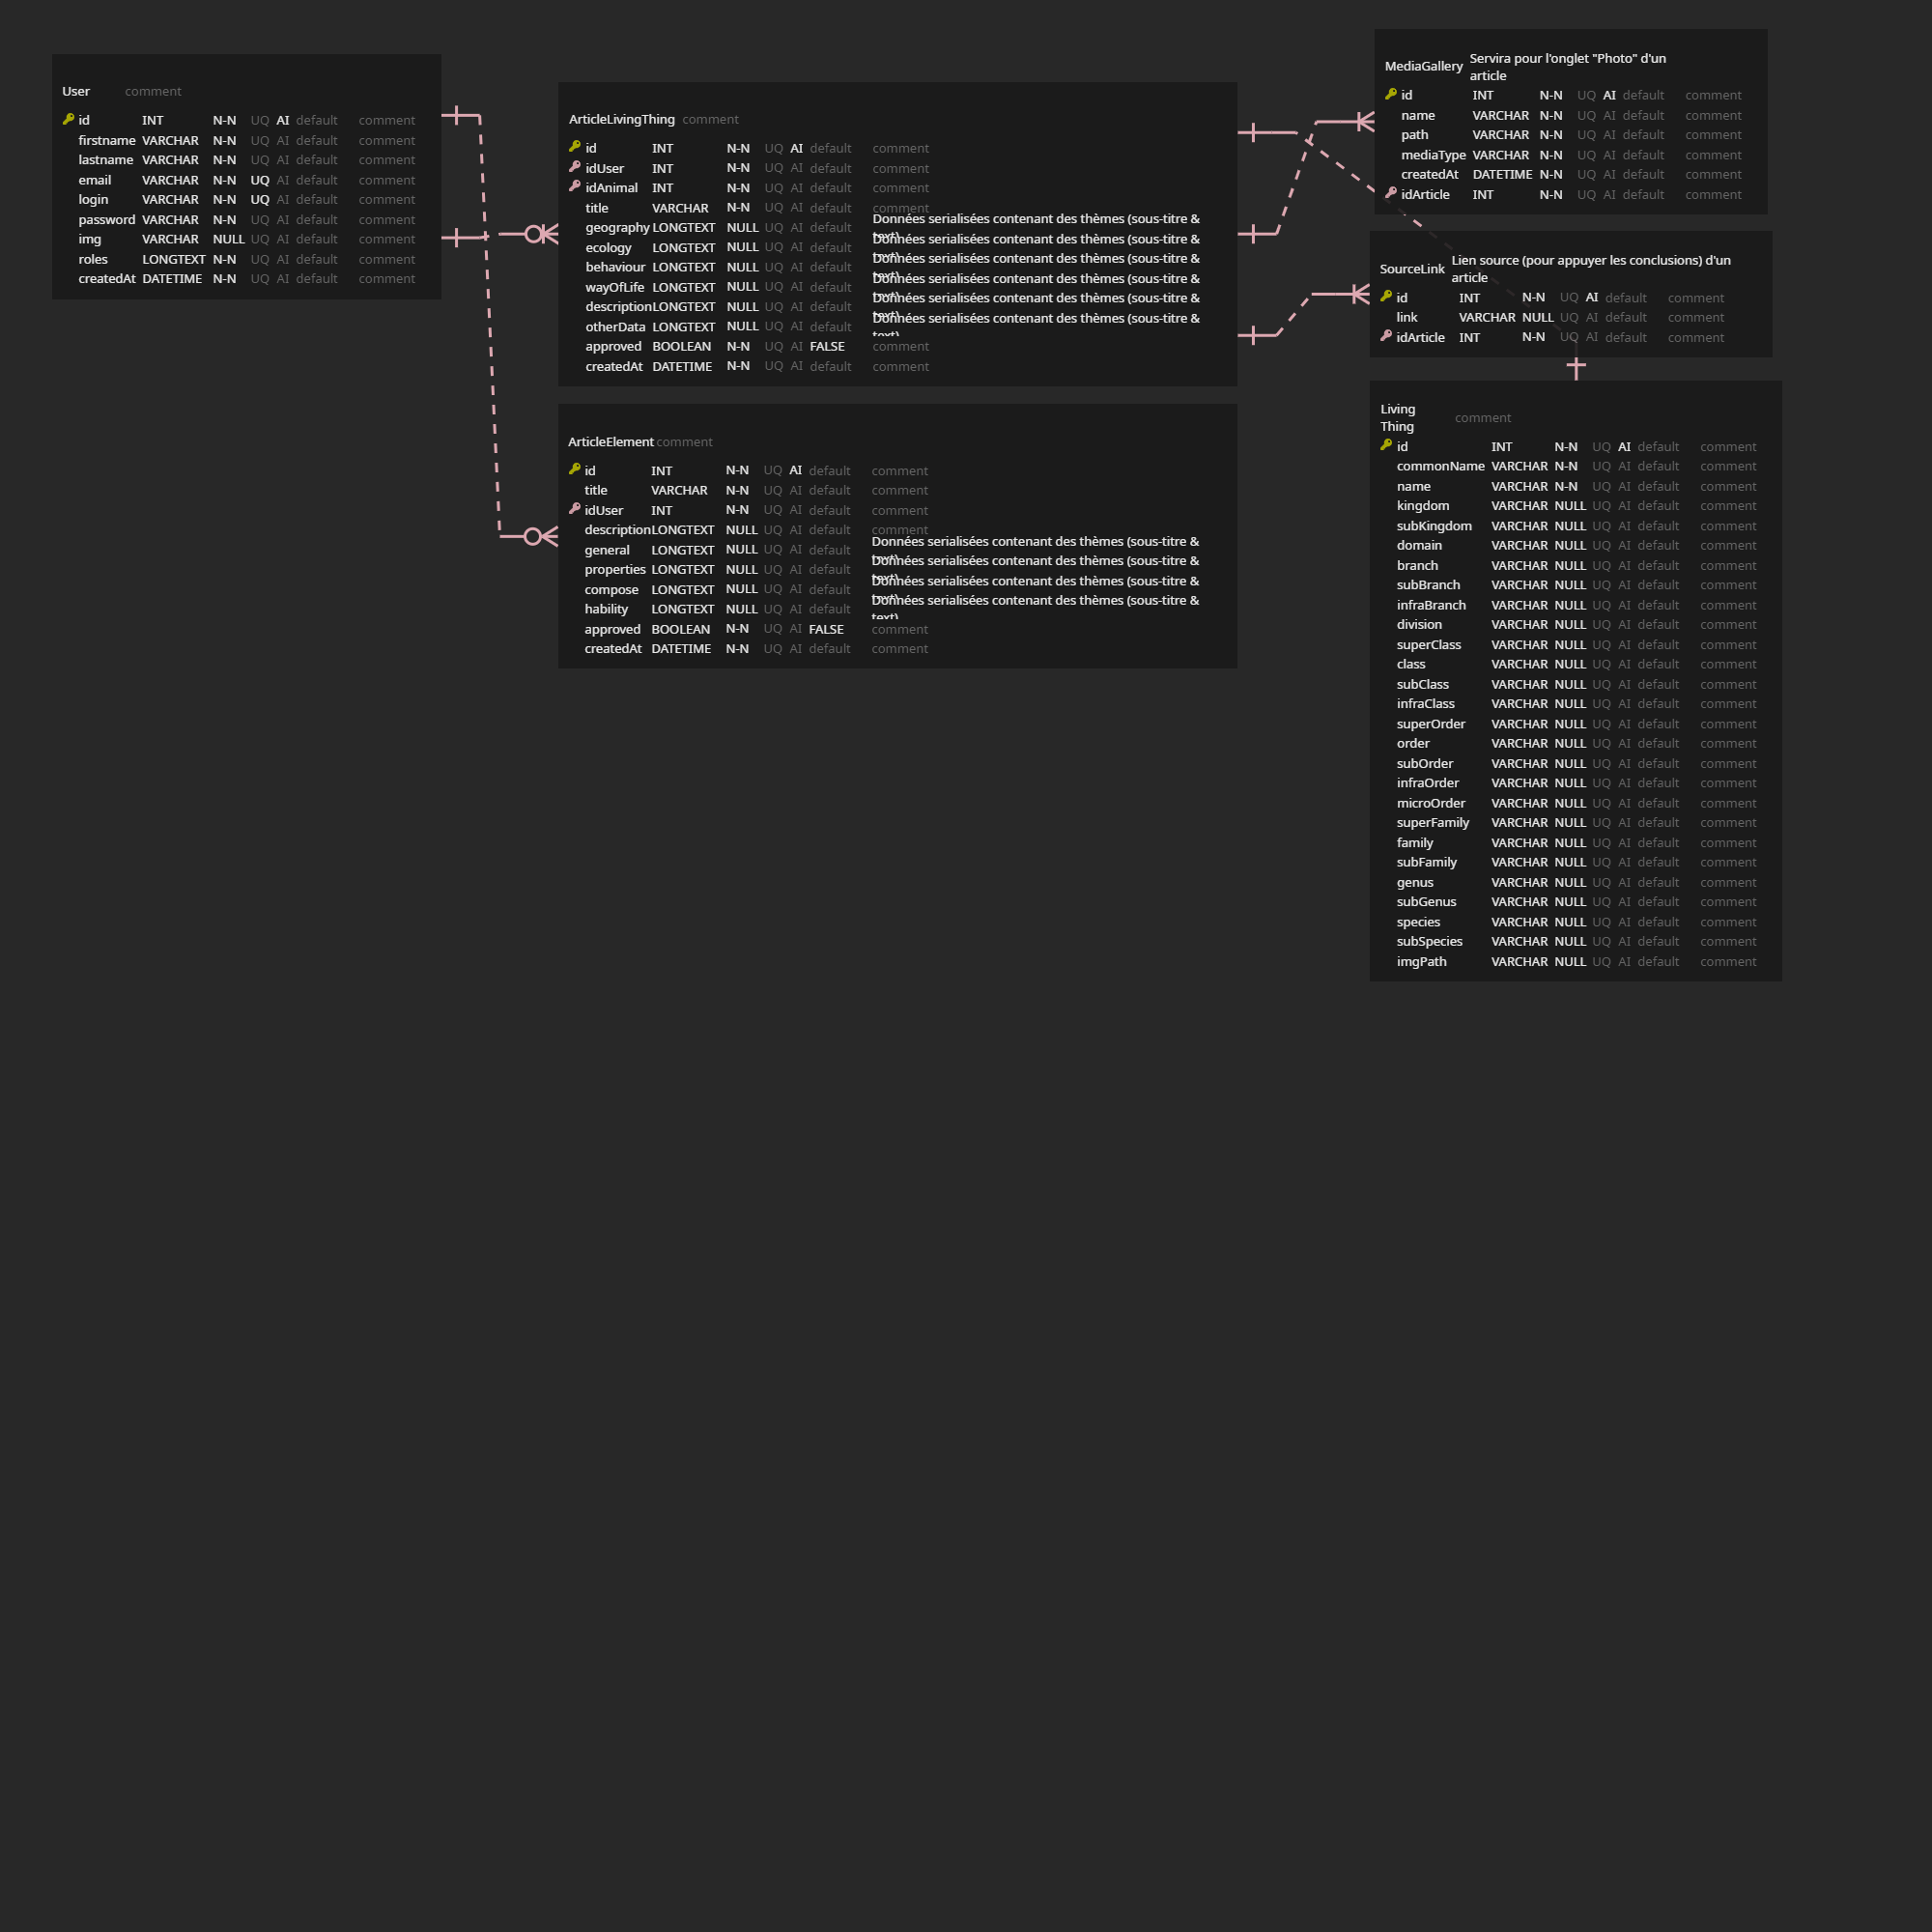 User comment
id INT N-N UQ AI default comment
firstname VARCHAR N-N UQ AI default comment
lastname VARCHAR N-N UQ AI default comment
email VARCHAR N-N UQ AI default comment
login VARCHAR N-N UQ AI default comment
password VARCHAR N-N UQ AI default comment
img VARCHAR NULL UQ AI default comment
roles LONGTEXT N-N UQ AI default comment
createdAt DATETIME N-N UQ AI default comment
ArticleLivingThing comment
id INT N-N UQ AI default comment
idUser INT N-N UQ AI default comment
idAnimal INT N-N UQ AI default comment
title VARCHAR N-N UQ AI default comment
geography LONGTEXT NULL UQ AI default Données serialisées contenant des thèmes (sous-titre &
ecology LONGTEXT NULL UQ AI default Données serialisées contenant des thèmes (sous-titre &
behaviour LONGTEXT NULL UQ AI default Données serialisées contenant des thèmes (sous-titre &
wayOfLife LONGTEXT NULL UQ AI default Données serialisées contenant des thèmes (sous-titre &
description LONGTEXT NULL UQ AI default Données serialisées contenant des thèmes (sous-titre &
otherData LONGTEXT NULL UQ AI default Données serialisées contenant des thèmes (sous-titre &
text)
approved BOOLEAN N-N UQ AI FALSE comment
createdAt DATETIME N-N UQ AI default comment
ArticleElement comment
id INT N-N UQ AI default comment
title VARCHAR N-N UQ AI default comment
idUser INT N-N UQ AI default comment
description LONGTEXT NULL UQ AI default comment
general LONGTEXT NULL UQ AI default Données serialisées contenant des thèmes (sous-titre &
properties LONGTEXT NULL UQ AI default Données serialisées contenant des thèmes (sous-titre &
compose LONGTEXT NULL UQ AI default Données serialisées contenant des thèmes (sous-titre &
hability LONGTEXT NULL UQ AI default Données serialisées contenant des thèmes (sous-titre &
text)
approved BOOLEAN N-N UQ AI FALSE comment
createdAt DATETIME N-N UQ AI default comment
MediaGallery Servira pour l'onglet "Photo" d'un
article
id INT N-N UQ AI default comment
name VARCHAR N-N UQ AI default comment
path VARCHAR N-N UQ AI default comment
mediaType VARCHAR N-N UQ AI default comment
createdAt DATETIME N-N UQ AI default comment
idArticle INT N-N UQ AI default comment
SourceLink Lien source (pour appuyer les conclusions) d'un
article
id INT N-N UQ AI default comment
link VARCHAR NULL UQ AI default comment
idArticle INT N-N UQ AI default comment
Living
Thing comment
id INT N-N UQ AI default comment
commonName VARCHAR N-N UQ AI default comment
name VARCHAR N-N UQ AI default comment
kingdom VARCHAR NULL UQ AI default comment
subKingdom VARCHAR NULL UQ AI default comment
domain VARCHAR NULL UQ AI default comment
branch VARCHAR NULL UQ AI default comment
subBranch VARCHAR NULL UQ AI default comment
infraBranch VARCHAR NULL UQ AI default comment
division VARCHAR NULL UQ AI default comment
superClass VARCHAR NULL UQ AI default comment
class VARCHAR NULL UQ AI default comment
subClass VARCHAR NULL UQ AI default comment
infraClass VARCHAR NULL UQ AI default comment
superOrder VARCHAR NULL UQ AI default comment
order VARCHAR NULL UQ AI default comment
subOrder VARCHAR NULL UQ AI default comment
infraOrder VARCHAR NULL UQ AI default comment
microOrder VARCHAR NULL UQ AI default comment
superFamily VARCHAR NULL UQ AI default comment
family VARCHAR NULL UQ AI default comment
subFamily VARCHAR NULL UQ AI default comment
genus VARCHAR NULL UQ AI default comment
subGenus VARCHAR NULL UQ AI default comment
species VARCHAR NULL UQ AI default comment
subSpecies VARCHAR NULL UQ AI default comment
imgPath VARCHAR NULL UQ AI default comment